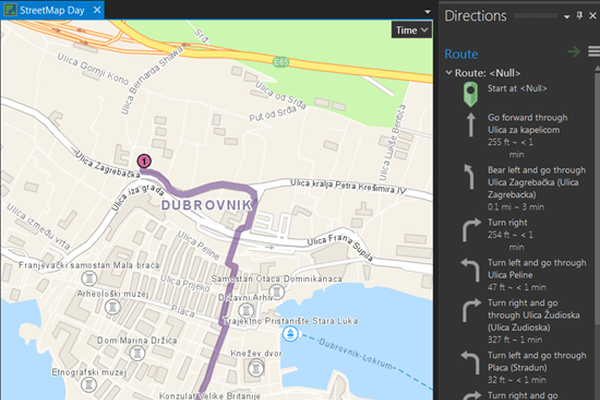 StreetMap Day
Time
Srđ
E65
Ulica Gornji Kono
Ulica Bernarda Shawa
Ulica od Srđa
Put od Srđa
Ulica Luke Beritića
1
Ulica Zagrebačka
Ulica iza grada
Ulica kralja Petra Krešimira IV
DUBROVNIK
Ulica Između vrta
Ulica Peline
Ulica Frana Supila
Franjevački samostan Mala braća
Ulica Prijeko
Samostan Otaca Dominikanaca
Arheološki muzej
Placa
Državni Arhiv
Trajektno Pristanište Stara Luka
Dom Marina Držića
Dubrovnik-Lokrum
Etnografski muzej
Knežev dvor
Konzulat Velike Britanije
Directions
Route
Route: <Null>
Start at <Null>
Go forward through
Ulica za kapelicom
255 ft ~ < 1
min
Bear left and go through
Ulica Zagrebačka (Ulica
Zagrebacka)
0.1 mi ~ 3 min
Turn right
254 ft ~ < 1
min
Turn left and go through
Ulica Peline
47 ft ~ < 1 min
Turn right and go
through Ulica Žudioska
(Ulica Zudioska)
327 ft ~ 1 min
Turn left and go through
Placa (Stradun)
32 ft ~ < 1 min
Turn right and go